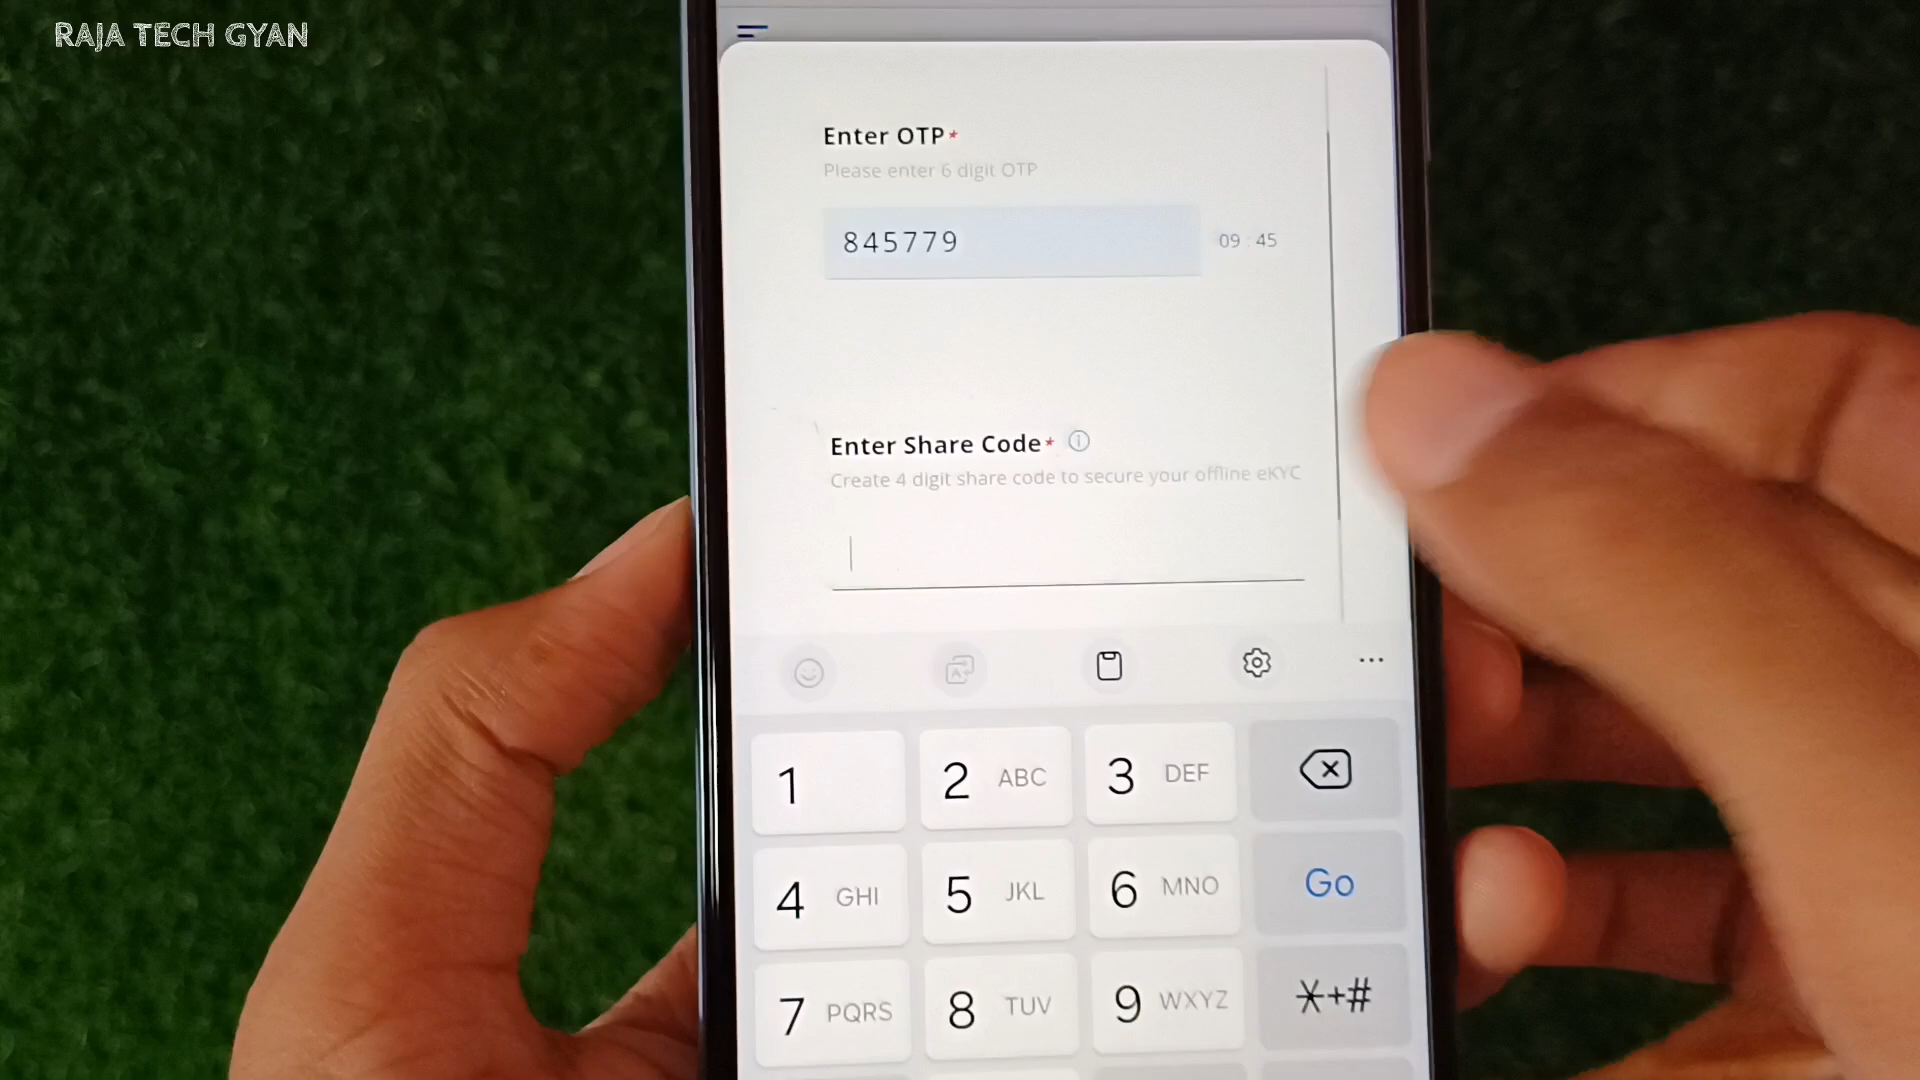 RAJA TECH GYAN
Enter OTP*
Please enter 6 digit OTP
845779
09 : 45
Enter Share Code*
Create 4 digit share code to secure your offline eKYC
1
2 ABC
3 DEF
4 GHI
5 JKL
6 MNO
Go
7 PQRS
8 TUV
9 WXYZ
*+#